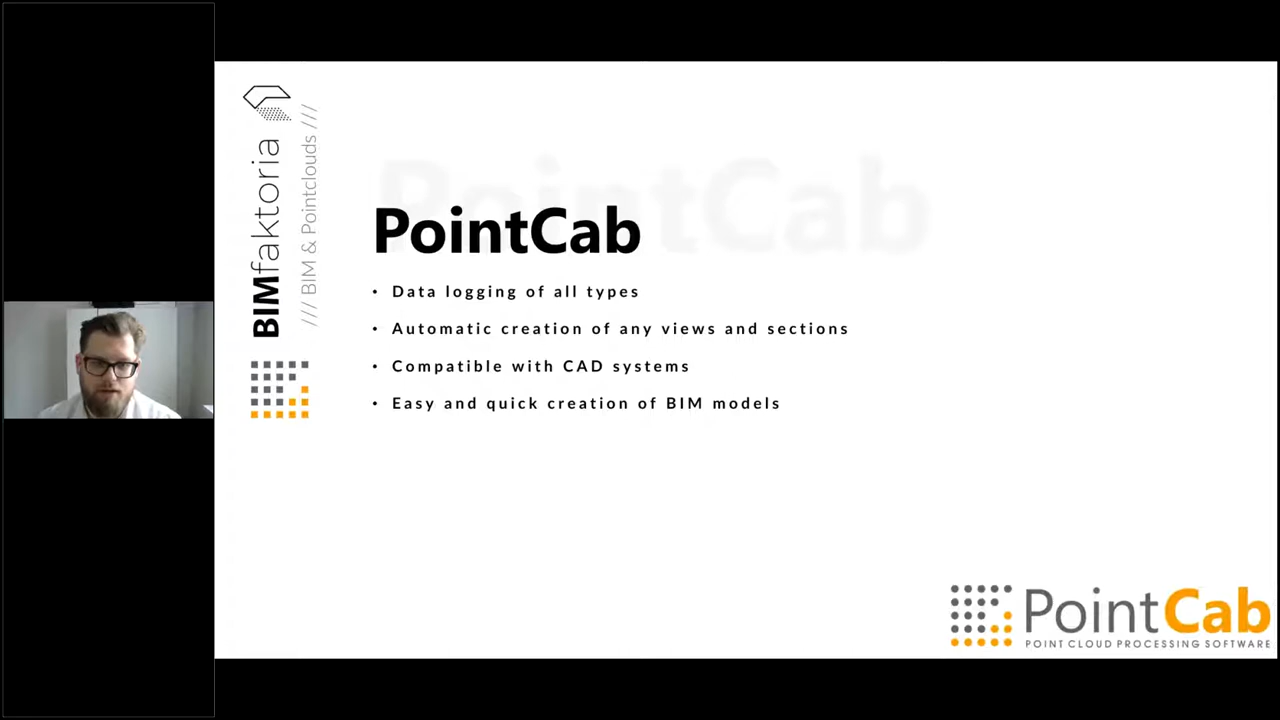 BIMfaktoria
/// BIM & Pointclouds ///
PointCab
PointCab
• Data logging of all types
• Automatic creation of any views and sections
• Compatible with CAD systems
• Easy and quick creation of BIM models
PointCab
POINT CLOUD PROCESSING SOFTWARE